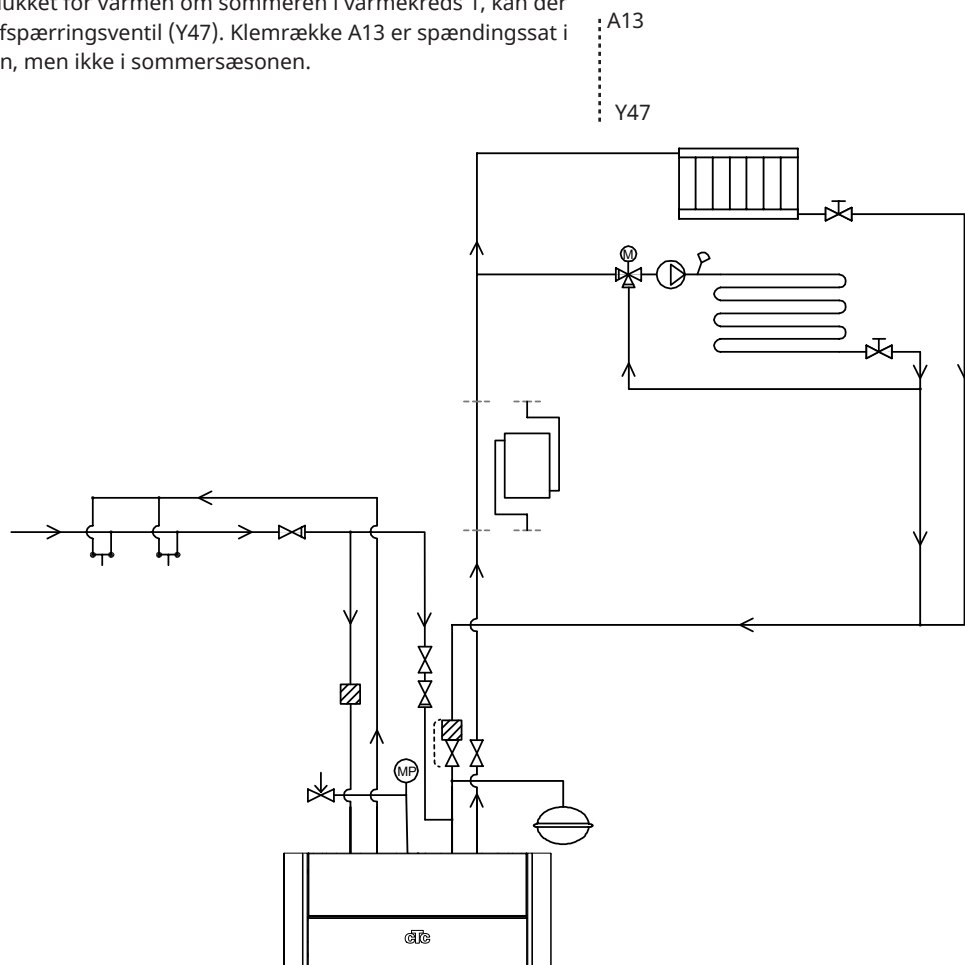 lukket for varmen om sommeren i varmekreds 1, kan der
fspærringsventil (Y47). Klemrække A13 er spændingssat i
n, men ikke i sommersæsonen.
A13
Y47
M
MP
CTC